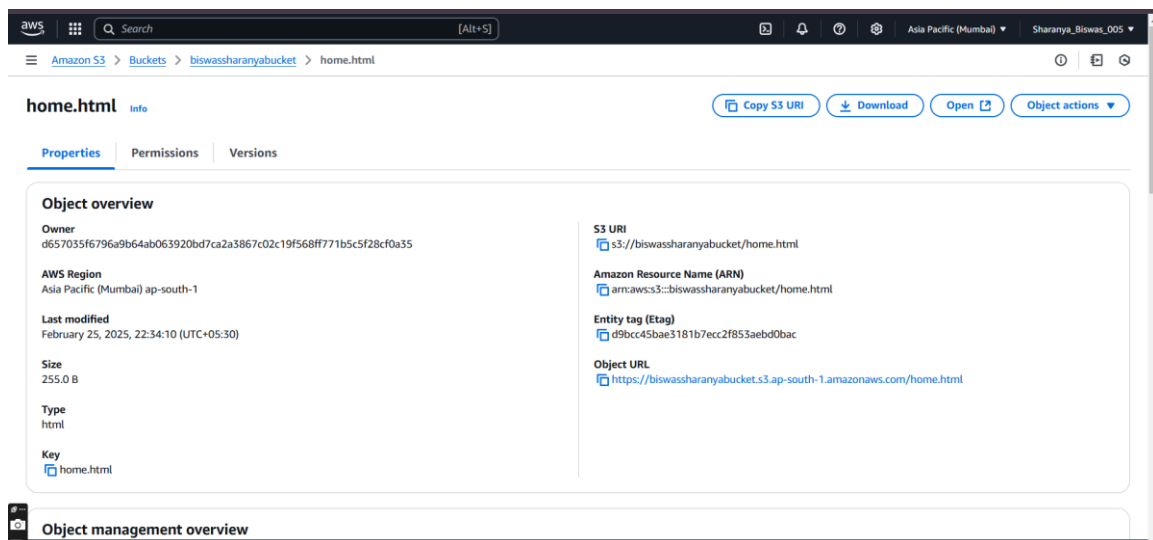 aws
Search [Alt+S]
Asia Pacific (Mumbai) ▼ Sharanya_Biswas_005 ▼
Amazon S3 > Buckets > biswassharanyabucket > home.html
home.html Info
Copy S3 URI Download Open Object actions ▼
Properties Permissions Versions
Object overview
Owner
d657035f6796a9b64ab063920bd7ca2a3867c02c19f568ff771b5c5f28cf0a35
AWS Region
Asia Pacific (Mumbai) ap-south-1
Last modified
February 25, 2025, 22:34:10 (UTC+05:30)
Size
255.0 B
Type
html
Key
home.html
S3 URI
s3://biswassharanyabucket/home.html
Amazon Resource Name (ARN)
arn:aws:s3:::biswassharanyabucket/home.html
Entity tag (Etag)
d9bcc45bae3181b7ecc2f853aebd0bac
Object URL
https://biswassharanyabucket.s3.ap-south-1.amazonaws.com/home.html
Object management overview